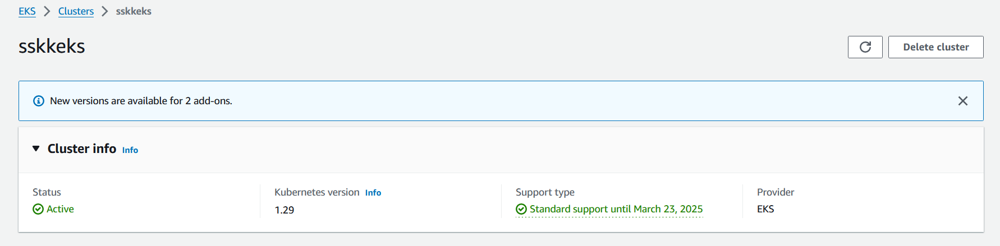 EKS > Clusters > sskkeks
sskkeks
Delete cluster
New versions are available for 2 add-ons.
Cluster info Info
Status
Active
Kubernetes version Info
1.29
Support type
Standard support until March 23, 2025
Provider
EKS